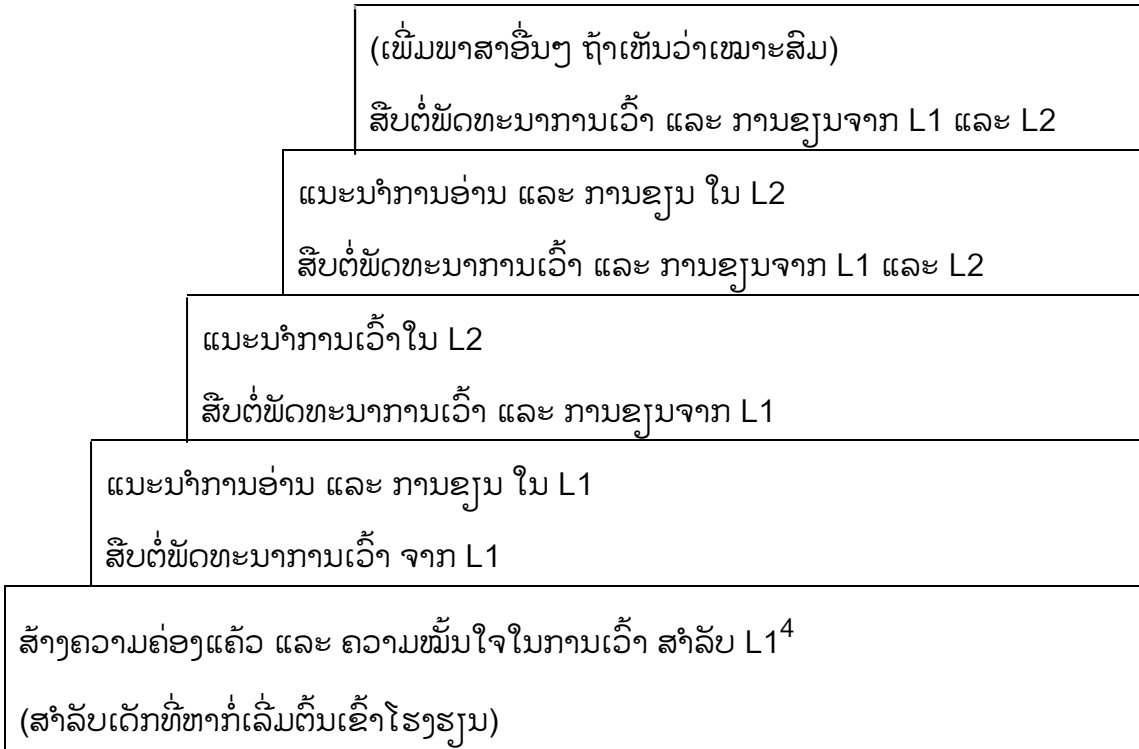 (ເພີ່ມພາສາອື່ນໆ ຖ້າເຫັນວ່າເໝາະສົມ)
ສືບຕໍ່ພັດທະນາການເວົ້າ ແລະ ການຂຽນຈາກ L1 ແລະ L2
ແນະນຳການອ່ານ ແລະ ການຂຽນ ໃນ L2
ສືບຕໍ່ພັດທະນາການເວົ້າ ແລະ ການຂຽນຈາກ L1 ແລະ L2
ແນະນຳການເວົ້າໃນ L2
ສືບຕໍ່ພັດທະນາການເວົ້າ ແລະ ການຂຽນຈາກ L1
ແນະນຳການອ່ານ ແລະ ການຂຽນ ໃນ L1
ສືບຕໍ່ພັດທະນາການເວົ້າ ຈາກ L1
ສ້າງຄວາມຄ່ອງແຄ້ວ ແລະ ຄວາມໝັ້ນໃຈໃນການເວົ້າ ສຳລັບ L1⁴
(ສຳລັບເດັກທີ່ຫາກໍ່ເລີ່ມຕົ້ນເຂົ້າໂຮງຮຽນ)